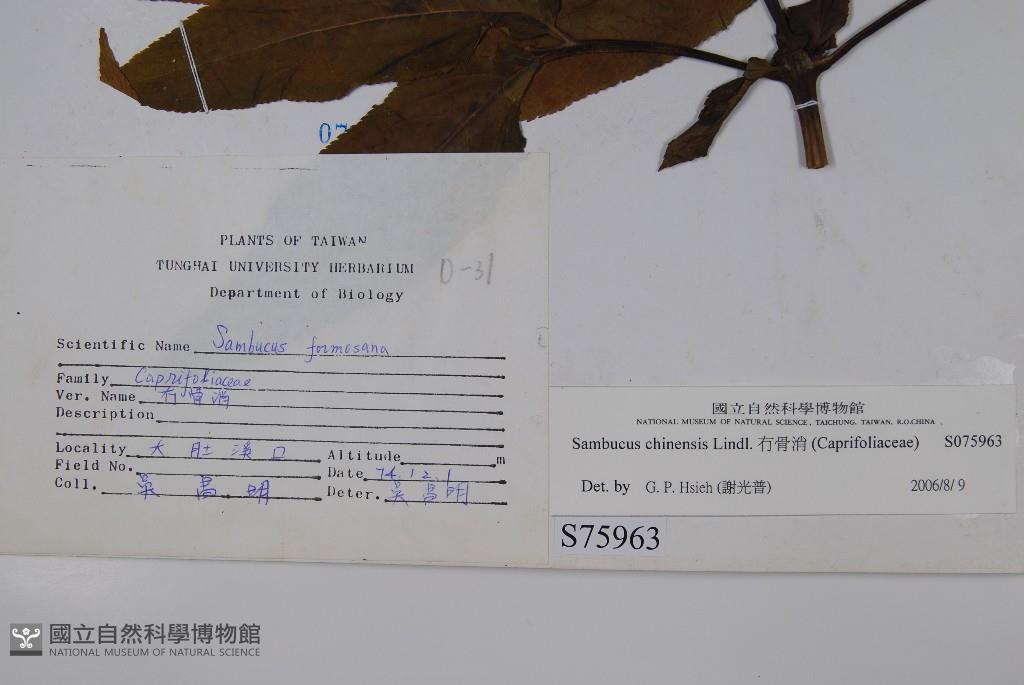 07
PLANTS OF TAIWAN
TUNGHAI UNIVERSITY HERBARIUM
D-31
Department of Biology
Scientific Name Sambucus formosana
Family Caprifoliaceae
Ver. Name 冇骨消
Description
Locality 大肚溪口 Altitude m
Field No. Date 74.12.1
Coll. 吳昌明 Deter. 吳昌明
國立自然科學博物館
NATIONAL MUSEUM OF NATURAL SCIENCE, TAICHUNG, TAIWAN, R.O.CHINA
Sambucus chinensis Lindl. 冇骨消 (Caprifoliaceae) S075963
Det. by G. P. Hsieh (謝光普) 2006/8/9
S75963
國立自然科學博物館
NATIONAL MUSEUM OF NATURAL SCIENCE